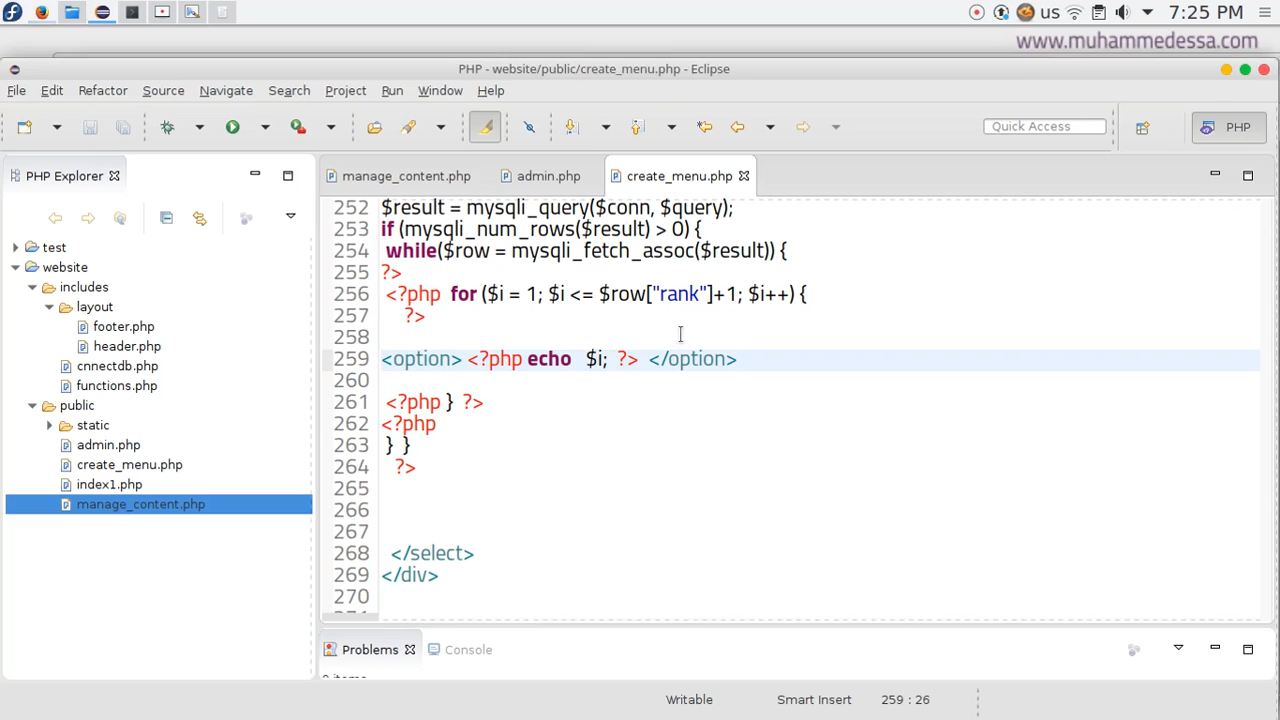 us
7:25 PM
www.muhammedessa.com
PHP - website/public/create_menu.php - Eclipse
File Edit Refactor Source Navigate Search Project Run Window Help
Quick Access
PHP
PHP Explorer
manage_content.php
admin.php
create_menu.php
test
website
includes
layout
footer.php
header.php
cnnectdb.php
functions.php
public
static
admin.php
create_menu.php
index1.php
manage_content.php
252 $result = mysqli_query($conn, $query);
253 if (mysqli_num_rows($result) > 0) {
254 while($row = mysqli_fetch_assoc($result)) {
255 ?>
256 <?php for ($i = 1; $i <= $row["rank"]+1; $i++) {
257 ?>
258
259 <option> <?php echo $i; ?> </option>
260
261 <?php } ?>
262 <?php
263 } }
264 ?>
265
266
267
268 </select>
269 </div>
270
Problems
Console
Writable
Smart Insert
259 : 26